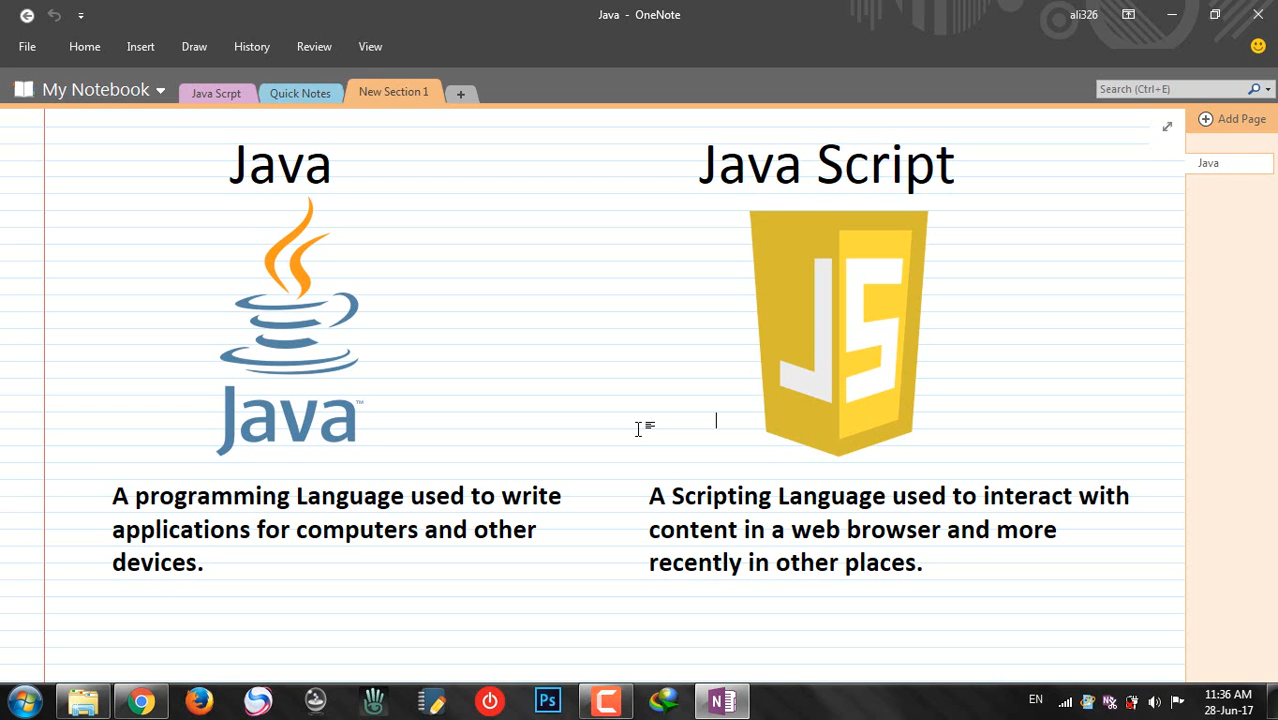 Java - OneNote
ali326
File Home Insert Draw History Review View
My Notebook
Java Scrpt
Quick Notes
New Section 1
Search (Ctrl+E)
Add Page
Java
Java
Java Script
Java™
JS
A programming Language used to write
applications for computers and other
devices.
A Scripting Language used to interact with
content in a web browser and more
recently in other places.
Ps
N
EN
11:36 AM
28-Jun-17